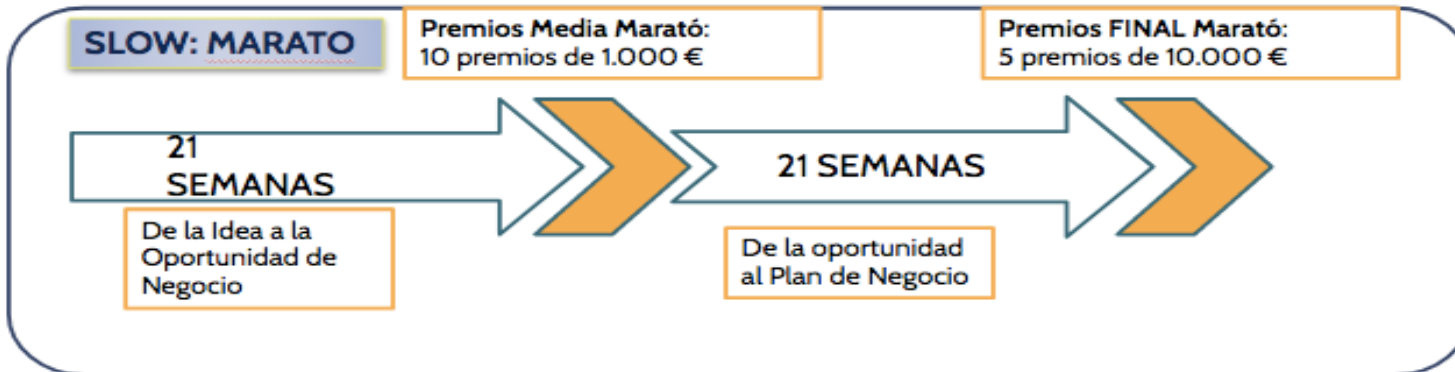 SLOW: MARATO
Premios Media Marató:
10 premios de 1.000 €
Premios FINAL Marató:
5 premios de 10.000 €
21
SEMANAS
21 SEMANAS
De la Idea a la
Oportunidad de
Negocio
De la oportunidad
al Plan de Negocio